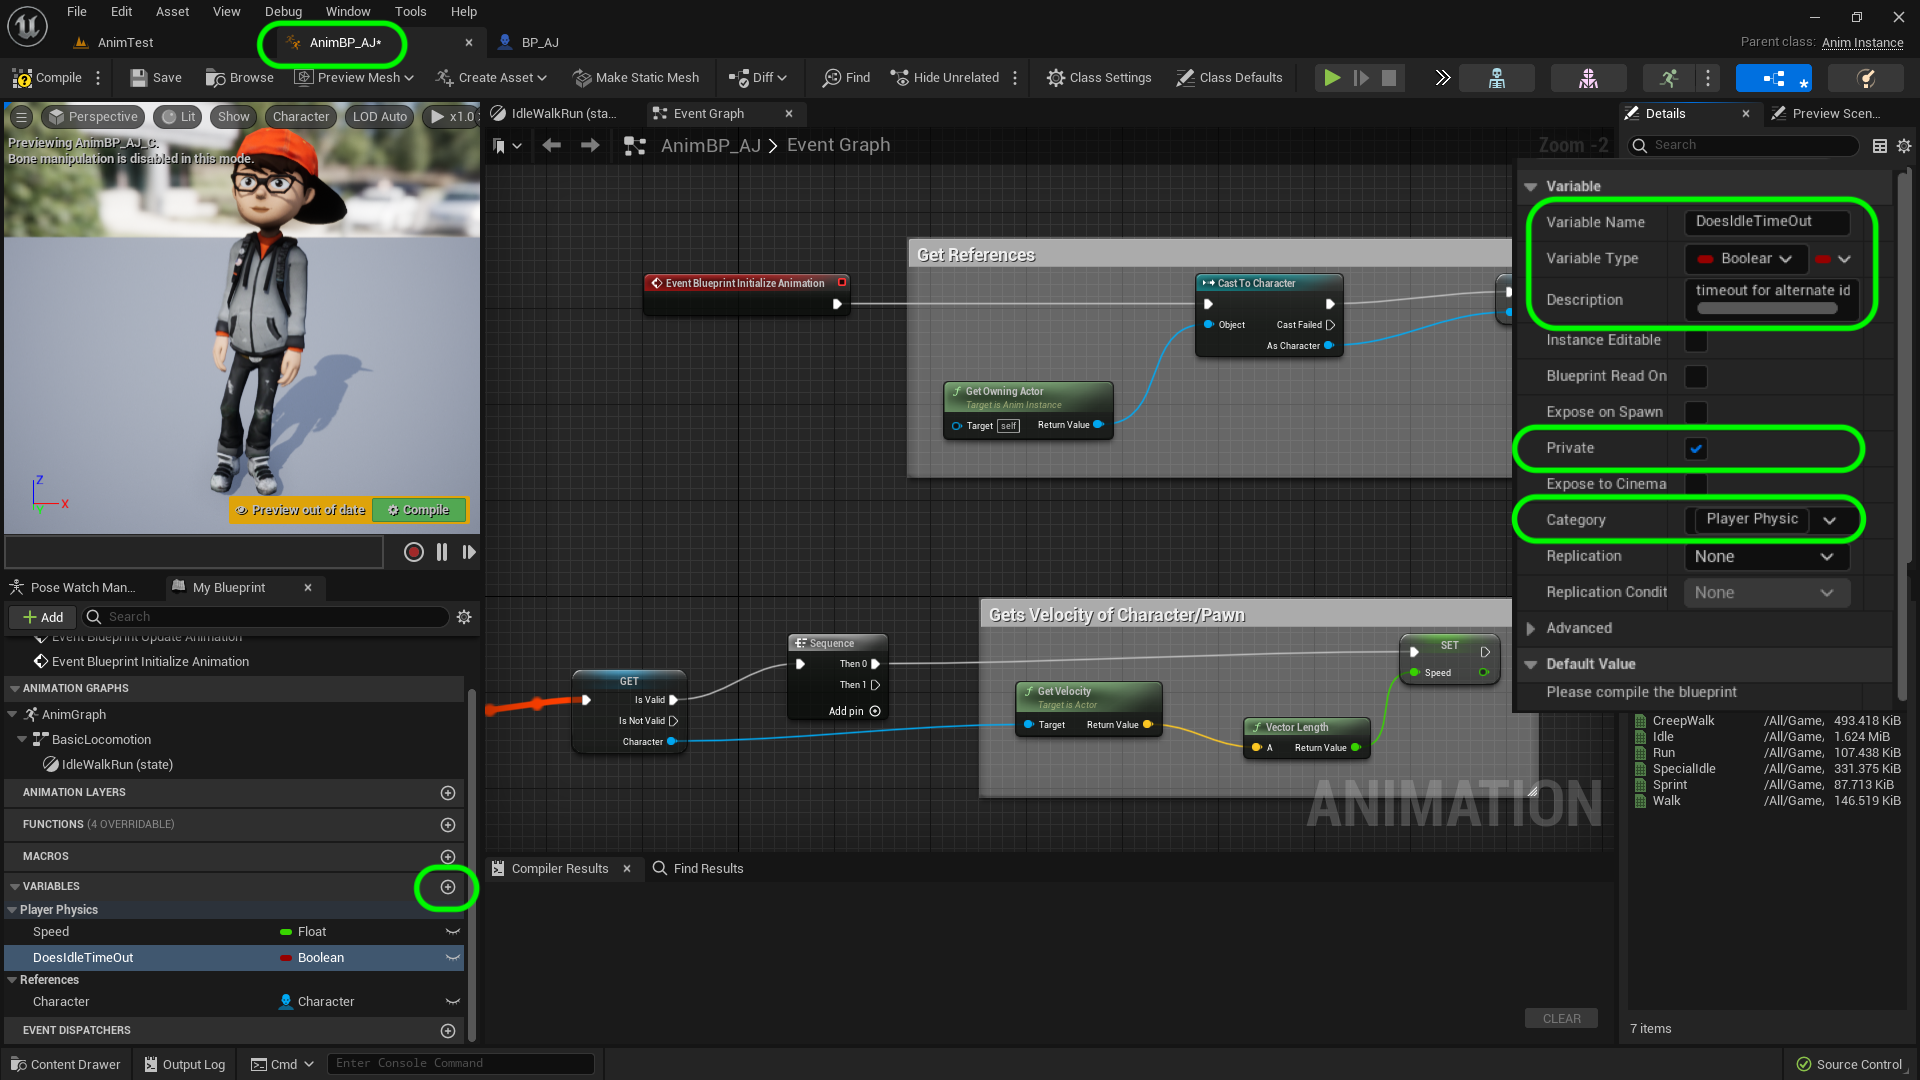 File Edit Asset View Debug Window Tools Help
AnimTest
AnimBP_AJ*
BP_AJ
Parent class: Anim Instance
Compile
Save
Browse
Preview Mesh
Create Asset
Make Static Mesh
Diff
Find
Hide Unrelated
Class Settings
Class Defaults
Perspective
Lit
Show
Character
LOD Auto
x1.0
Previewing AnimBP_AJ_C.
Bone manipulation is disabled in this mode.
Z
X
Y
Preview out of date
Compile
Pose Watch Man...
My Blueprint
Add
Search
Event Blueprint Update Animation
Event Blueprint Initialize Animation
ANIMATION GRAPHS
AnimGraph
BasicLocomotion
IdleWalkRun (state)
ANIMATION LAYERS
FUNCTIONS (4 OVERRIDABLE)
MACROS
VARIABLES
Player Physics
Speed Float
DoesIdleTimeOut Boolean
References
Character Character
EVENT DISPATCHERS
IdleWalkRun (sta...
Event Graph
AnimBP_AJ > Event Graph
Zoom -2
Get References
Event Blueprint Initialize Animation
Cast To Character
Object
Cast Failed
As Character
Get Owning Actor
Target is Anim Instance
Target self Return Value
Gets Velocity of Character/Pawn
GET
Is Valid
Is Not Valid
Character
Sequence
Then 0
Then 1
Add pin
Get Velocity
Target is Actor
Target Return Value
Vector Length
A Return Value
SET
Speed
ANIMATION
Compiler Results
Find Results
CLEAR
Details
Preview Scen...
Search
Variable
Variable Name DoesIdleTimeOut
Variable Type Boolear
Description timeout for alternate id
Instance Editable
Blueprint Read On
Expose on Spawn
Private
Expose to Cinema
Category Player Physic
Replication None
Replication Condit None
Advanced
Default Value
Please compile the blueprint
CreepWalk /All/Game, 493.418 KiB
Idle /All/Game, 1.624 MiB
Run /All/Game, 107.438 KiB
SpecialIdle /All/Game, 331.375 KiB
Sprint /All/Game, 87.713 KiB
Walk /All/Game, 146.519 KiB
7 items
Content Drawer
Output Log
Cmd
Enter Console Command
Source Control